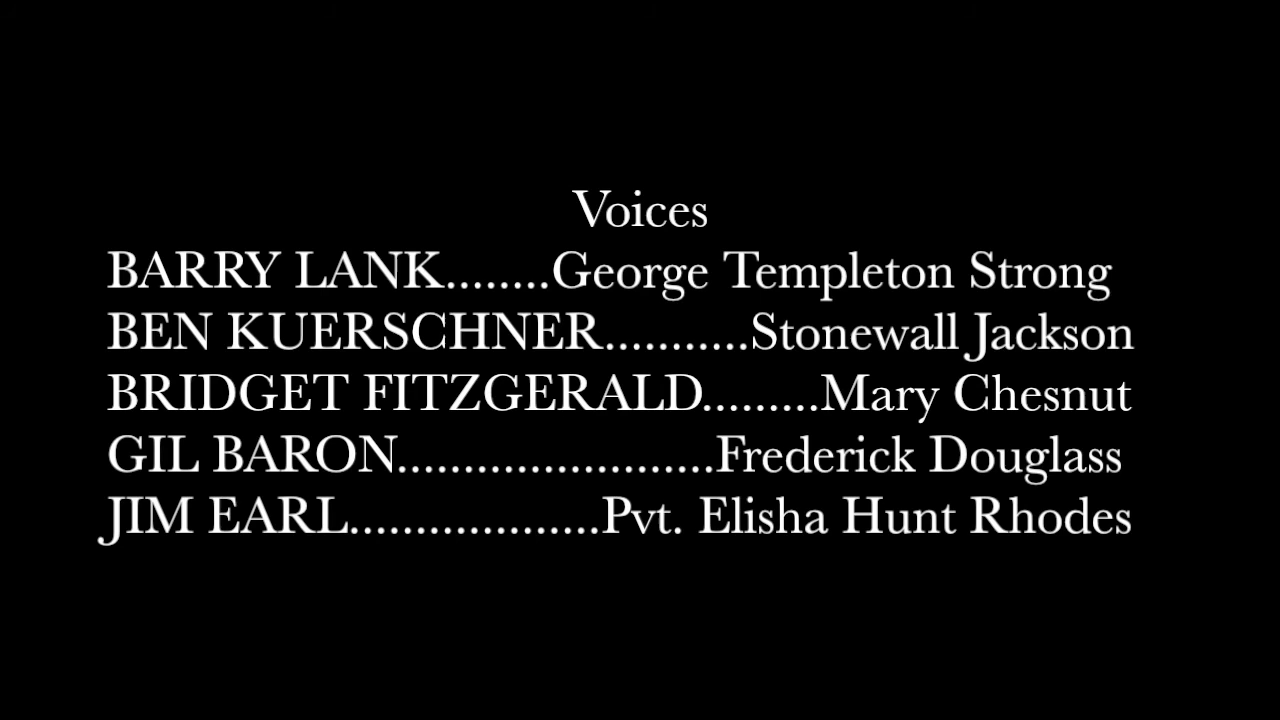 Voices
BARRY LANK........George Templeton Strong
BEN KUERSCHNER...........Stonewall Jackson
BRIDGET FITZGERALD.........Mary Chesnut
GIL BARON........................Frederick Douglass
JIM EARL...................Pvt. Elisha Hunt Rhodes